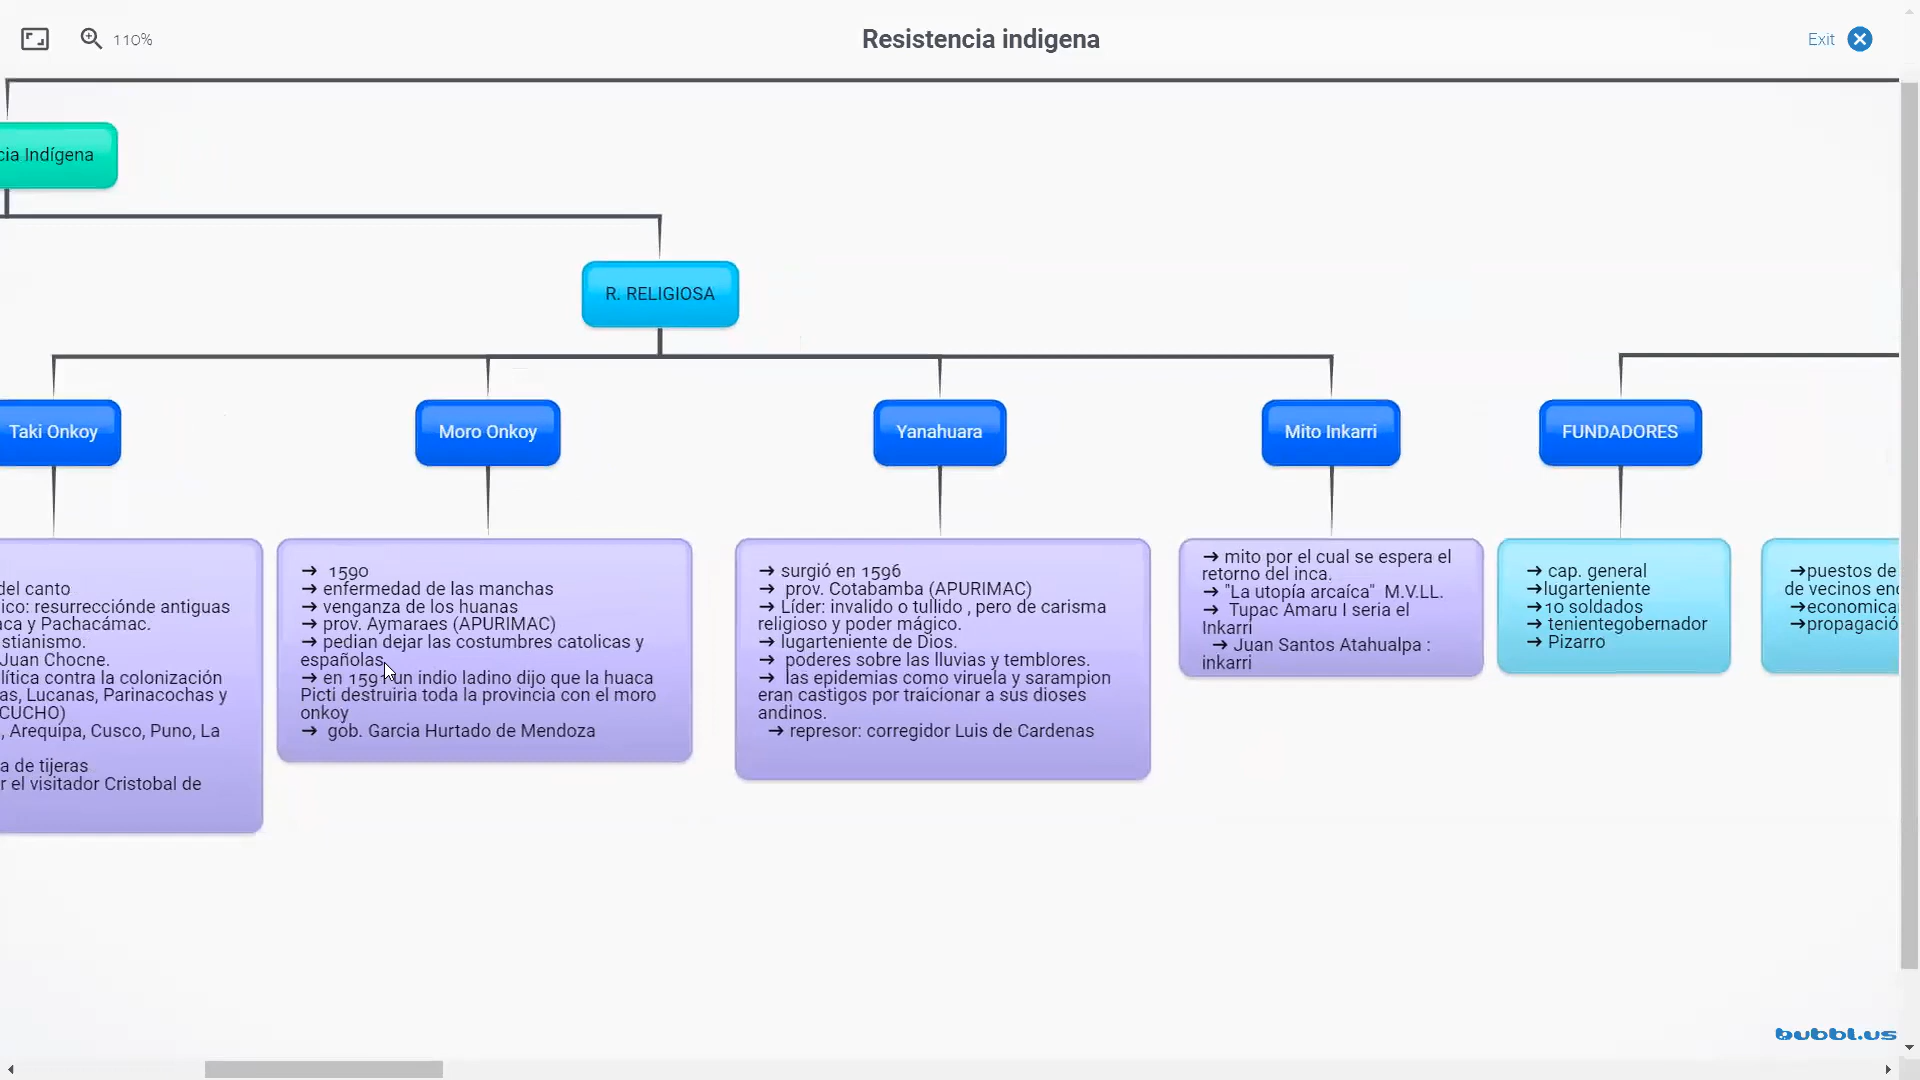 110%
Resistencia indigena
Exit
cia Indígena
R. RELIGIOSA
Taki Onkoy
Moro Onkoy
Yanahuara
Mito Inkarri
FUNDADORES
del canto
ico: resurrecciónde antiguas
aca y Pachacámac.
stianismo.
Juan Chocne.
lítica contra la colonización
as, Lucanas, Parinacochas y
CUCHO)
, Arequipa, Cusco, Puno, La
a de tijeras
r el visitador Cristobal de
→ 1590
→ enfermedad de las manchas
→ venganza de los huanas
→ prov. Aymaraes (APURIMAC)
→ pedian dejar las costumbres catolicas y
españolas
→ en 1591 un indio ladino dijo que la huaca
Picti destruiria toda la provincia con el moro
onkoy
→ gob. Garcia Hurtado de Mendoza
→ surgió en 1596
→ prov. Cotabamba (APURIMAC)
→ Líder: invalido o tullido , pero de carisma
religioso y poder mágico.
→ lugarteniente de Dios.
→ poderes sobre las lluvias y temblores.
→ las epidemias como viruela y sarampion
eran castigos por traicionar a sus dioses
andinos.
→ represor: corregidor Luis de Cardenas
→ mito por el cual se espera el
retorno del inca.
→ "La utopía arcaíca" M.V.LL.
→ Tupac Amaru I seria el
Inkarri
→ Juan Santos Atahualpa :
inkarri
→ cap. general
→lugarteniente
→10 soldados
→ tenientegobernador
→ Pizarro
→puestos de
de vecinos enc
→economica
→propagació
bubbl.us